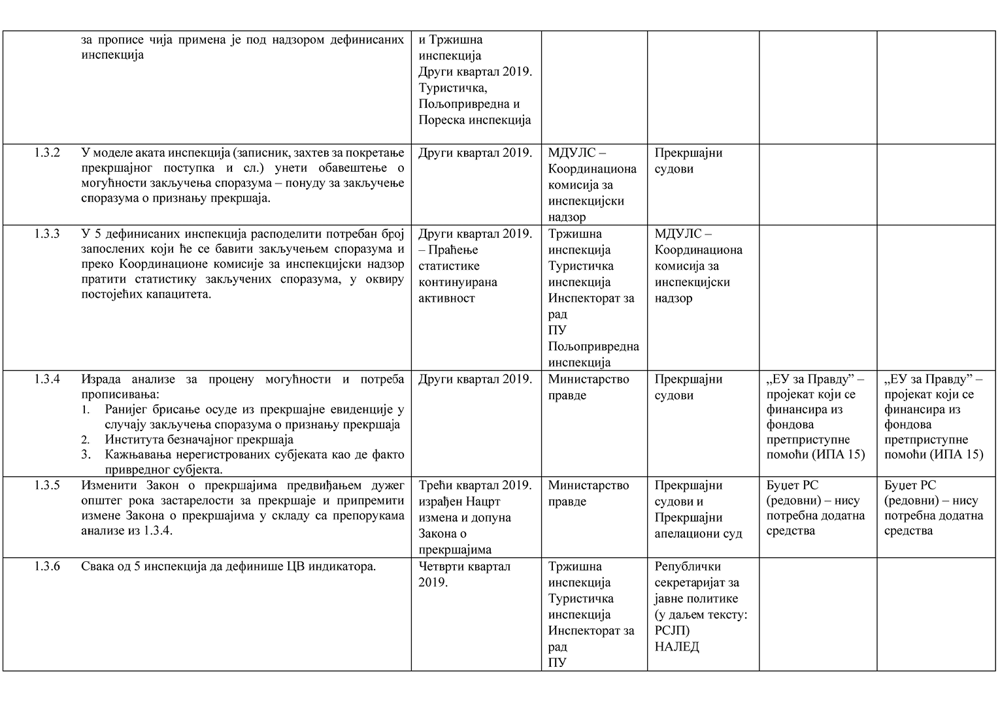 за прописе чија примена је под надзором дефинисаних
инспекција
и Тржишна
инспекција
Други квартал 2019.
Туристичка,
Пољопривредна и
Пореска инспекција
1.3.2
У моделе аката инспекција (записник, захтев за покретање
прекршајног поступка и сл.) унети обавештење о
могућности закључења споразума – понуду за закључење
споразума о признању прекршаја.
Други квартал 2019.
МДУЛС –
Координациона
комисија за
инспекцијски
надзор
Прекршајни
судови
1.3.3
У 5 дефинисаних инспекција расподелити потребан број
запослених који ће се бавити закључењем споразума и
преко Координационе комисије за инспекцијски надзор
пратити статистику закључених споразума, у оквиру
постојећих капацитета.
Други квартал 2019.
– Праћење
статистике
континуирана
активност
Тржишна
инспекција
Туристичка
инспекција
Инспекторат за
рад
ПУ
Пољопривредна
инспекција
МДУЛС –
Координациона
комисија за
инспекцијски
надзор
1.3.4
Израда анализе за процену могућности и потреба
прописивања:
1. Ранијег брисање осуде из прекршајне евиденције у
случају закључења споразума о признању прекршаја
2. Института безначајног прекршаја
3. Кажњавања нерегистрованих субјеката као де факто
привредног субјекта.
Други квартал 2019.
Министарство
правде
Прекршајни
судови
„ЕУ за Правду” –
пројекат који се
финансира из
фондова
претприступне
помоћи (ИПА 15)
„ЕУ за Правду” –
пројекат који се
финансира из
фондова
претприступне
помоћи (ИПА 15)
1.3.5
Изменити Закон о прекршајима предвиђањем дужег
општег рока застарелости за прекршаје и припремити
измене Закона о прекршајима у складу са препорукама
анализе из 1.3.4.
Трећи квартал 2019.
израђен Нацрт
измена и допуна
Закона о
прекршајима
Министарство
правде
Прекршајни
судови и
Прекршајни
апелациони суд
Буџет РС
(редовни) – нису
потребна додатна
средства
Буџет РС
(редовни) – нису
потребна додатна
средства
1.3.6
Свака од 5 инспекција да дефинише ЦВ индикатора.
Четврти квартал
2019.
Тржишна
инспекција
Туристичка
инспекција
Инспекторат за
рад
ПУ
Републички
секретаријат за
јавне политике
(у даљем тексту:
РСЈП)
НАЛЕД